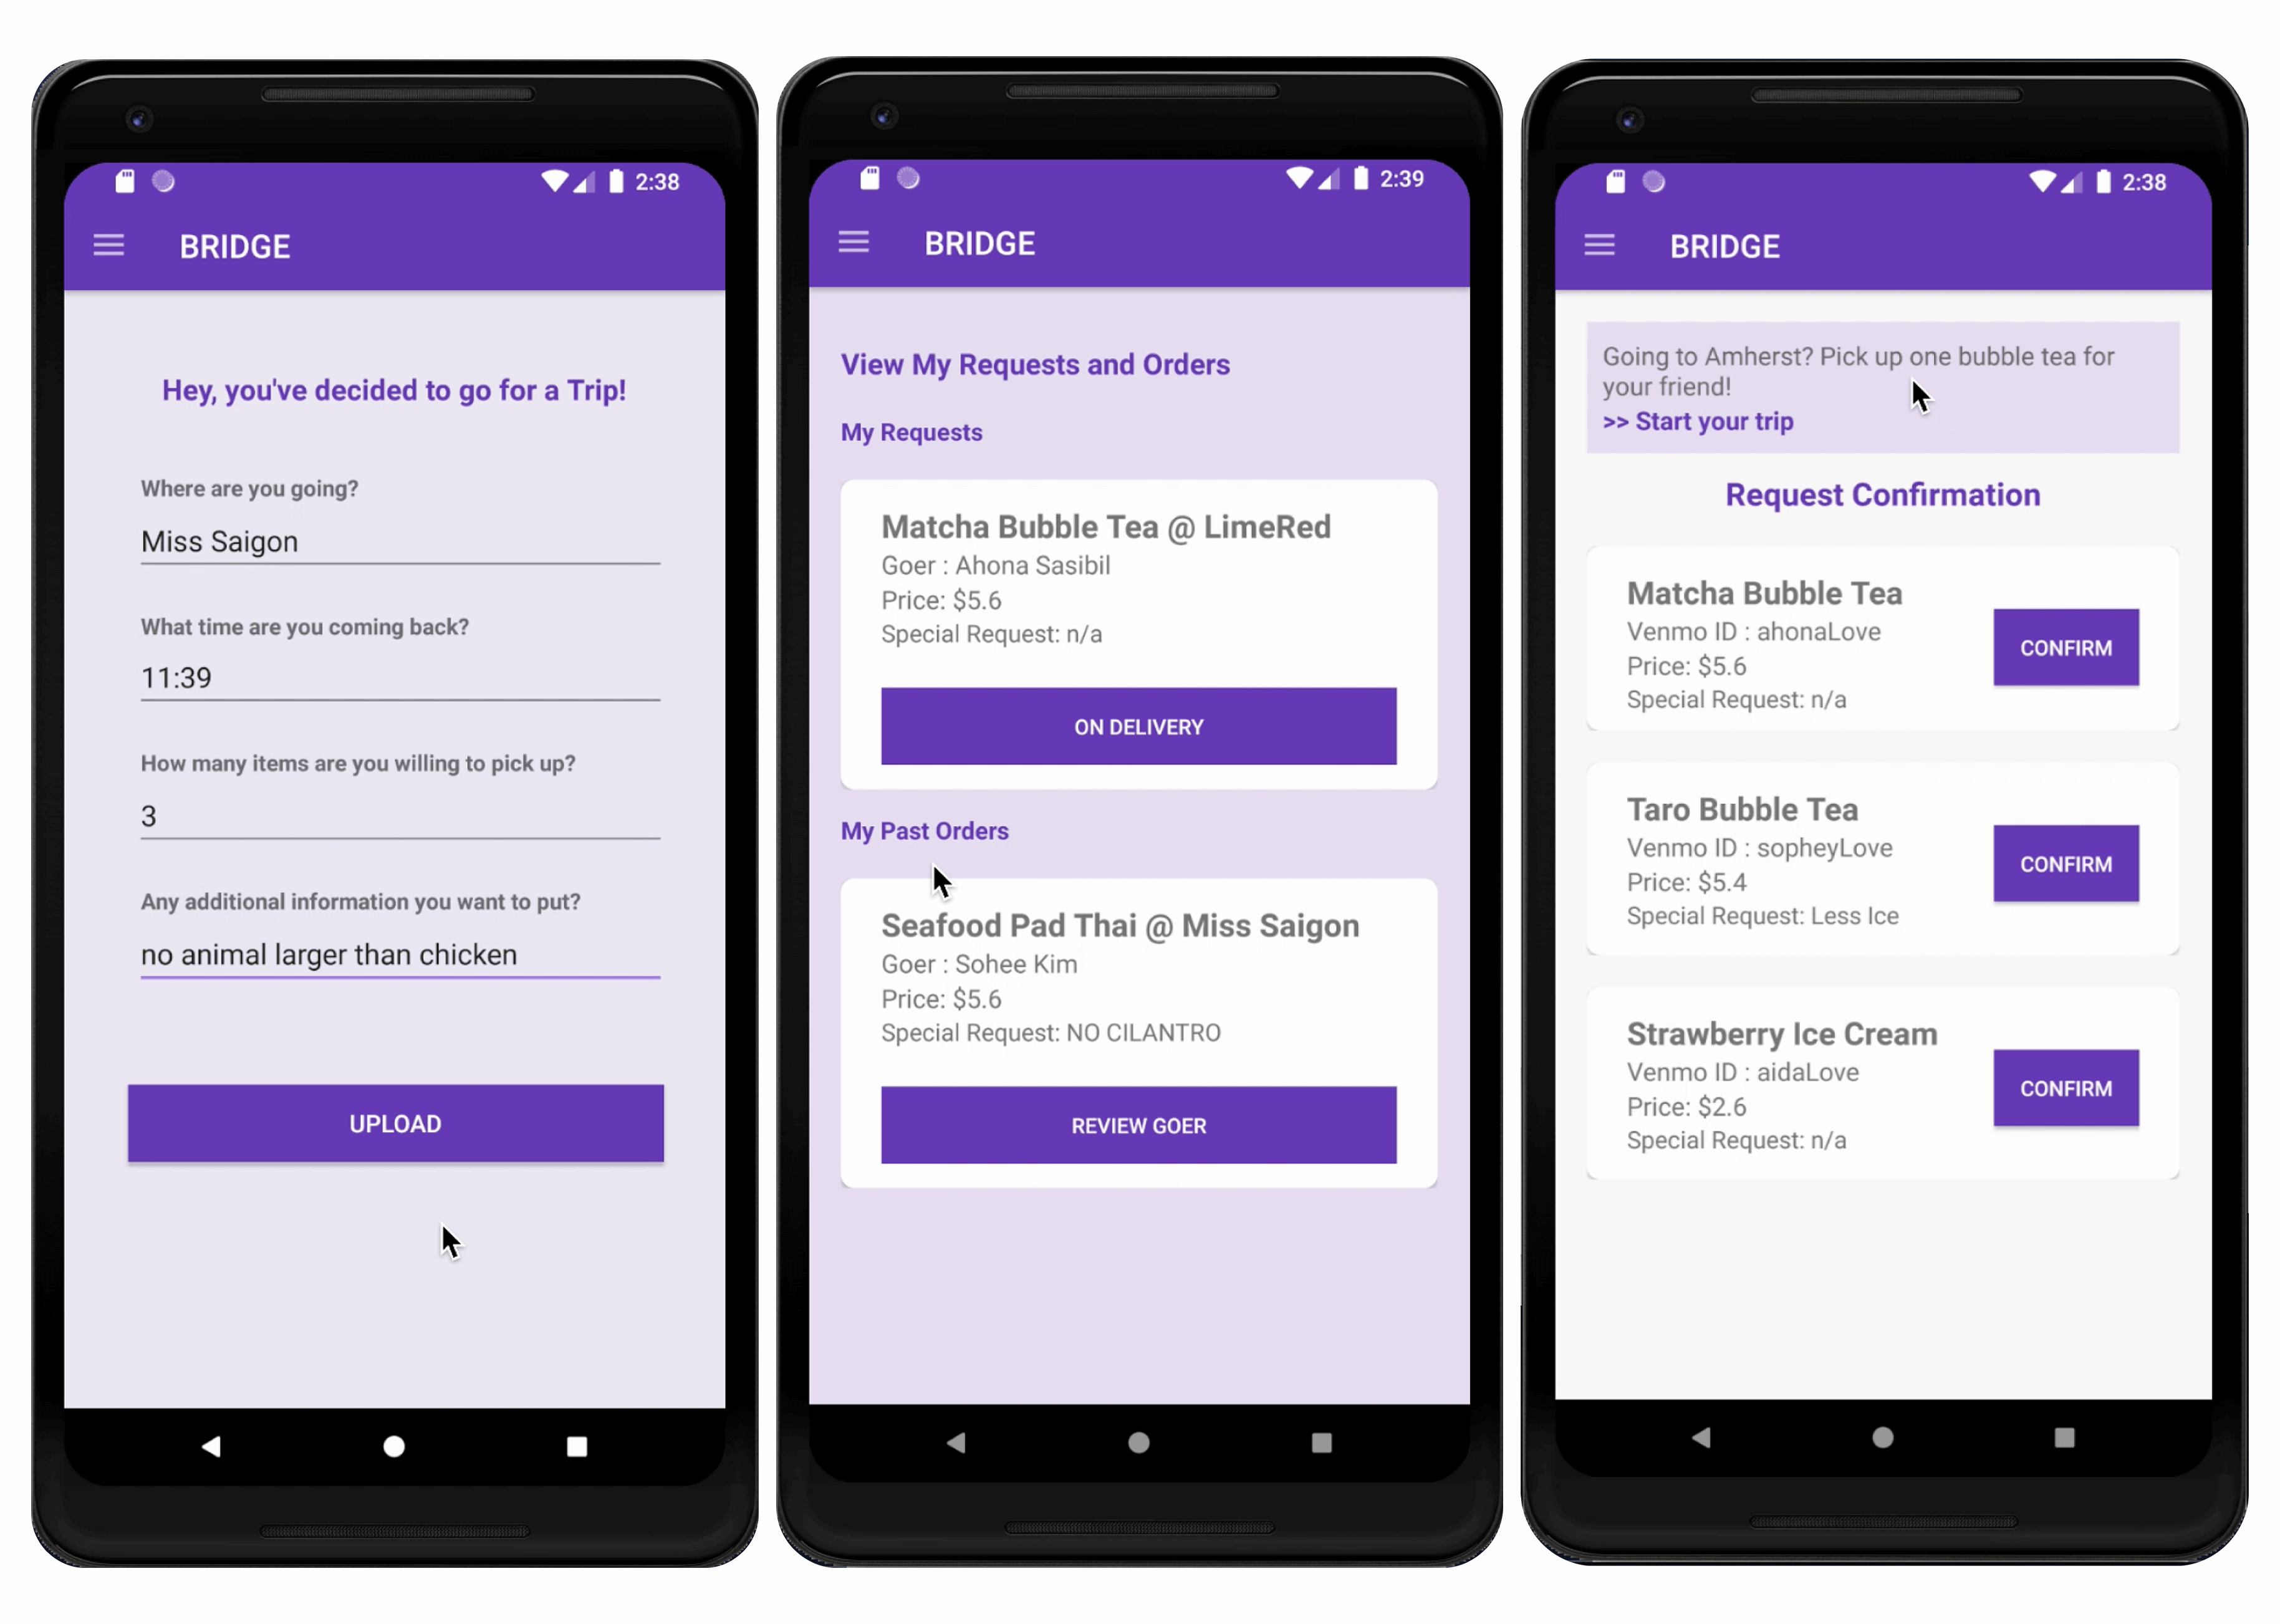 2:38
BRIDGE
Hey, you've decided to go for a Trip!
Where are you going?
Miss Saigon
What time are you coming back?
11:39
How many items are you willing to pick up?
3
Any additional information you want to put?
no animal larger than chicken
UPLOAD
2:39
BRIDGE
View My Requests and Orders
My Requests
Matcha Bubble Tea @ LimeRed
Goer : Ahona Sasibil
Price: $5.6
Special Request: n/a
ON DELIVERY
My Past Orders
Seafood Pad Thai @ Miss Saigon
Goer : Sohee Kim
Price: $5.6
Special Request: NO CILANTRO
REVIEW GOER
2:38
BRIDGE
Going to Amherst? Pick up one bubble tea for
your friend!
>> Start your trip
Request Confirmation
Matcha Bubble Tea
Venmo ID : ahonaLove
Price: $5.6
Special Request: n/a
CONFIRM
Taro Bubble Tea
Venmo ID : sopheyLove
Price: $5.4
Special Request: Less Ice
CONFIRM
Strawberry Ice Cream
Venmo ID : aidaLove
Price: $2.6
Special Request: n/a
CONFIRM